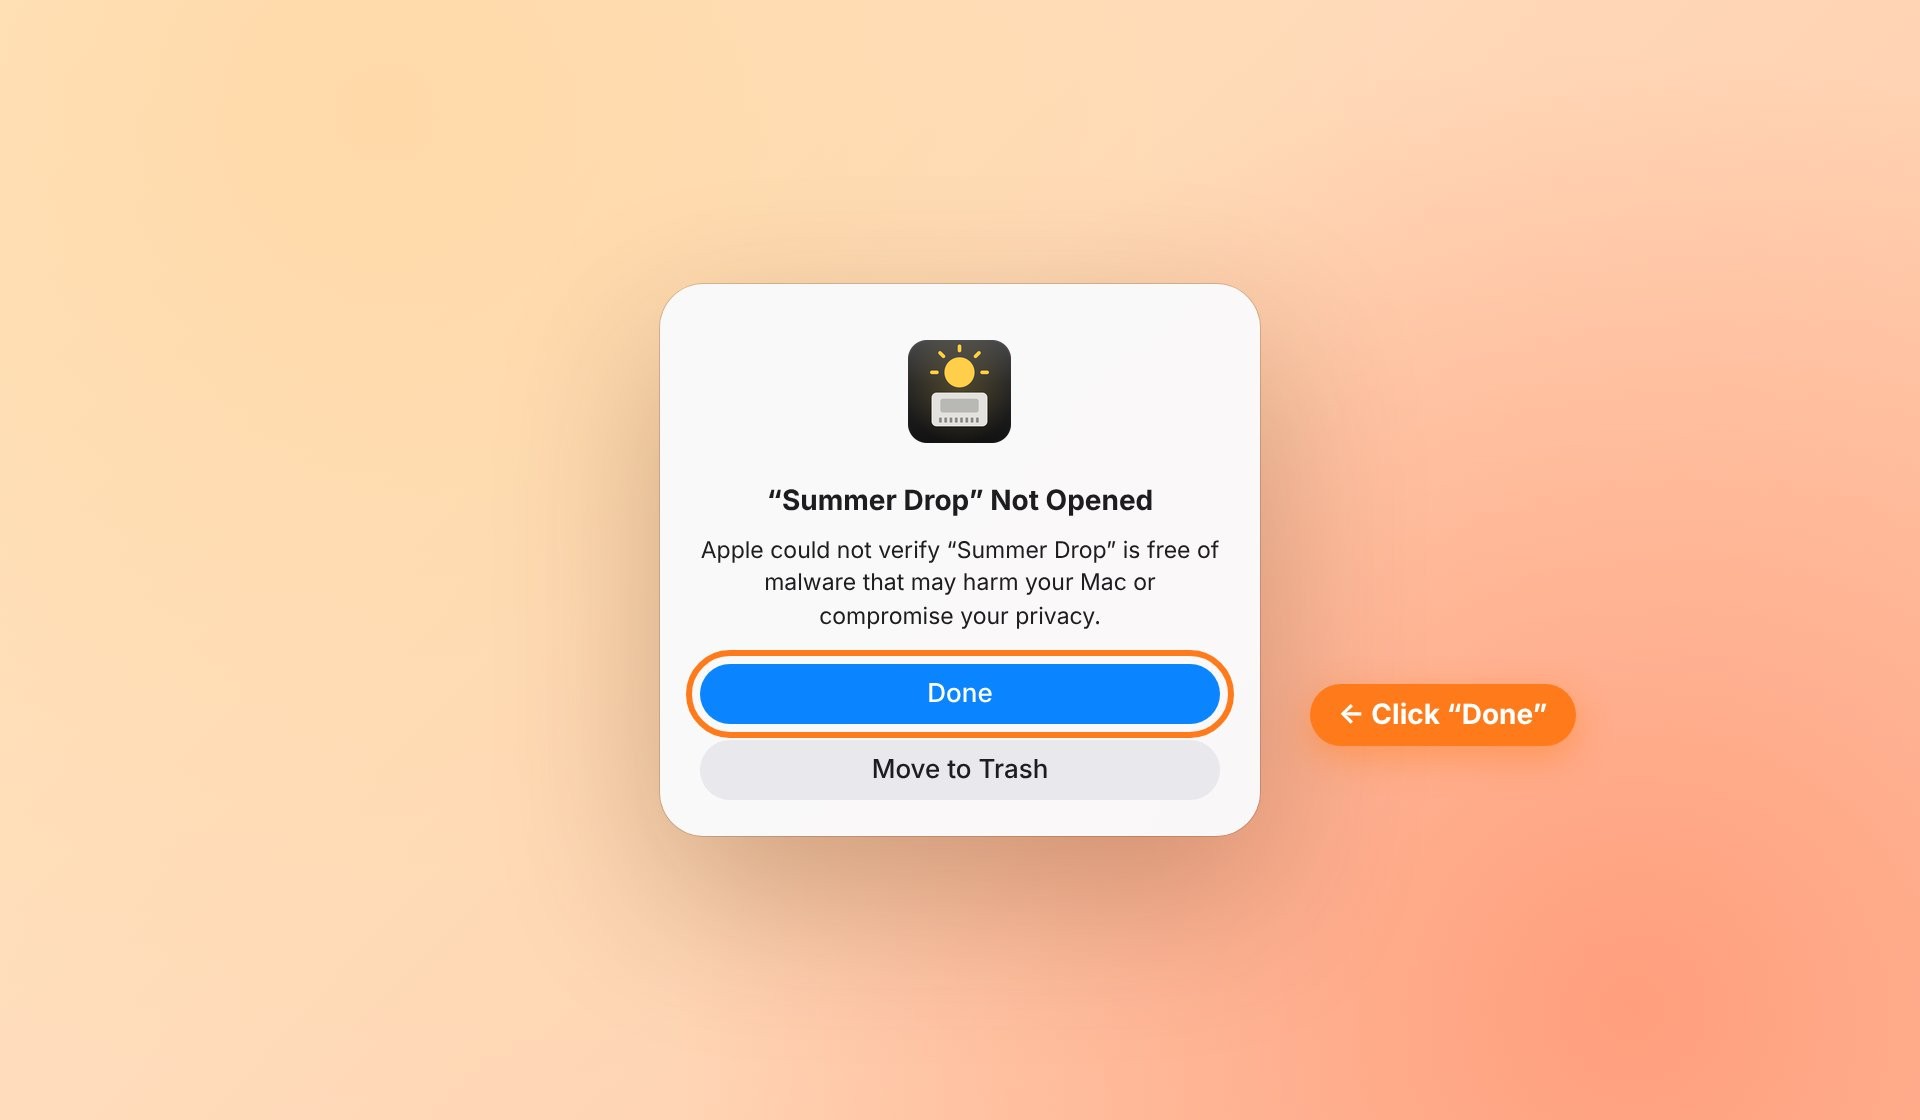 “Summer Drop” Not Opened
Apple could not verify “Summer Drop” is free of
malware that may harm your Mac or
compromise your privacy.
Done
← Click “Done”
Move to Trash